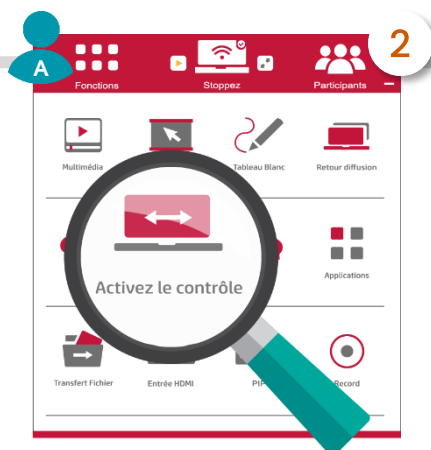 2
A
Fonctions
Stoppez
Participants
Multimédia
Tableau Blanc
Retour diffusion
Activez le contrôle
Applications
Transfert Fichier
Entrée HDMI
PIP
Record